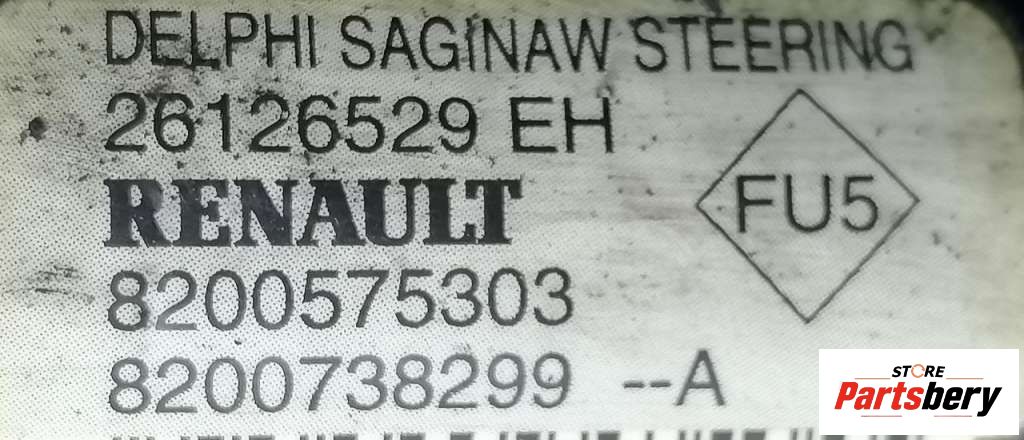 DELPHI SAGINAW STEERING
26126529 EH
RENAULT
FU5
8200575303
8200738299 --A
STORE
Partsbery